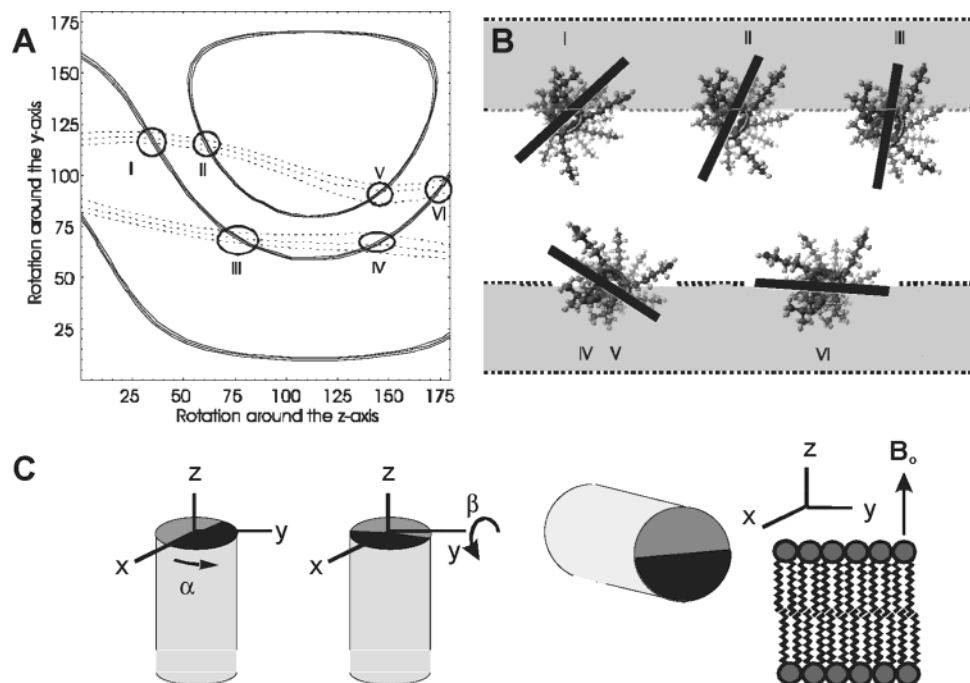 A
Rotation around the y-axis
175
150
125
100
75
50
25
I
II
V
VI
III
IV
25
50
75
100
125
150
175
Rotation around the z-axis
B
I
II
III
IV V
VI
C
z
y
x
α
z
β
y
x
z
x
y
B₀